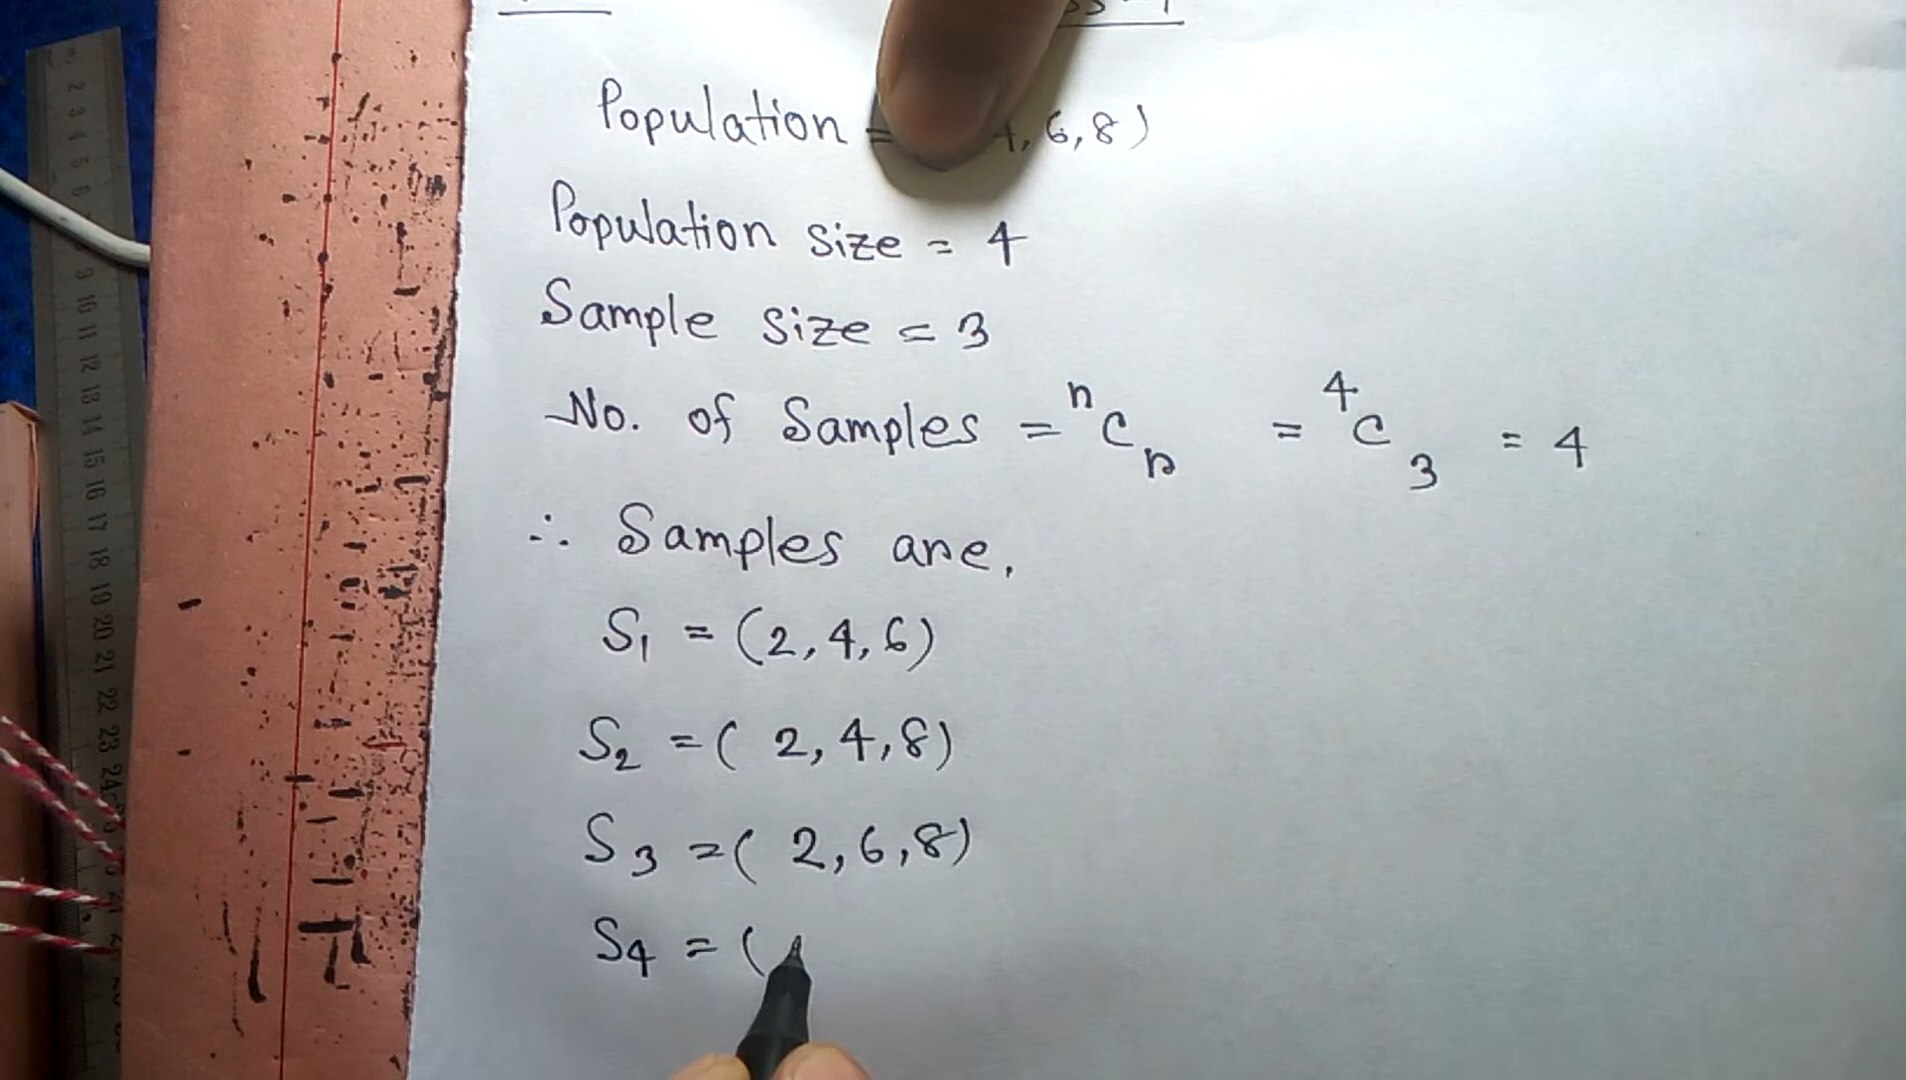 Population = 4, 6, 8)
Population size = 4
Sample size = 3
No. of Samples = ⁿCᵣ = ⁴C₃ = 4
∴ Samples are,
S₁ = (2, 4, 6)
S₂ = ( 2, 4, 8)
S₃ = ( 2, 6, 8)
S₄ = (